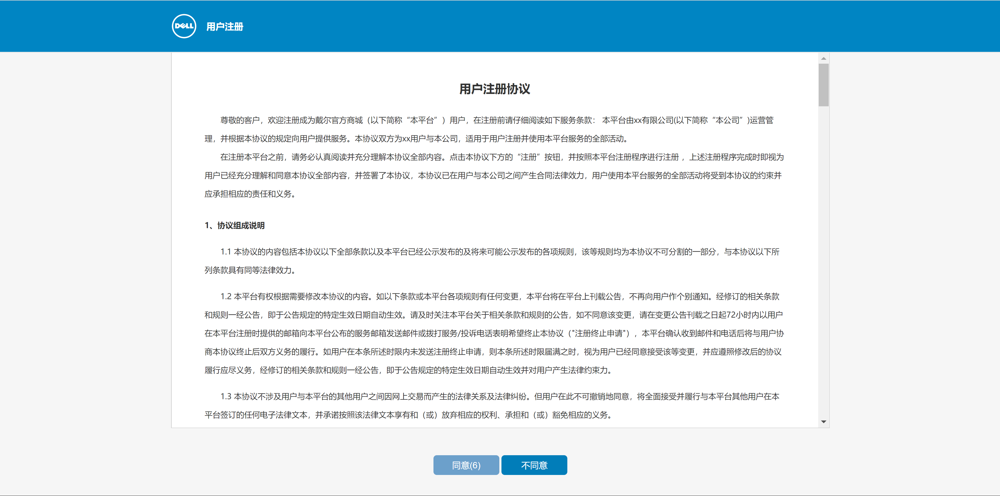 DELL 用户注册
用户注册协议
尊敬的客户，欢迎注册成为戴尔官方商城（以下简称“本平台”）用户，在注册前请仔细阅读如下服务条款： 本平台由xx有限公司(以下简称“本公司”)运营管
理，并根据本协议的规定向用户提供服务。本协议双方为xx用户与本公司，适用于用户注册并使用本平台服务的全部活动。
在注册本平台之前，请务必认真阅读并充分理解本协议全部内容。点击本协议下方的“注册”按钮，并按照本平台注册程序进行注册 ，上述注册程序完成时即视为
用户已经充分理解和同意本协议全部内容，并签署了本协议，本协议已在用户与本公司之间产生合同法律效力，用户使用本平台服务的全部活动将受到本协议的约束并
应承担相应的责任和义务。
1、协议组成说明
1.1 本协议的内容包括本协议以下全部条款以及本平台已经公示发布的及将来可能公示发布的各项规则，该等规则均为本协议不可分割的一部分，与本协议以下所
列条款具有同等法律效力。
1.2 本平台有权根据需要修改本协议的内容。如以下条款或本平台各项规则有任何变更，本平台将在平台上刊载公告，不再向用户作个别通知。经修订的相关条款
和规则一经公告，即于公告规定的特定生效日期自动生效。请及时关注本平台关于相关条款和规则的公告，如不同意该变更，请在变更公告刊载之日起72小时内以用户
在本平台注册时提供的邮箱向本平台公布的服务邮箱发送邮件或拨打服务/投诉电话表明希望终止本协议（"注册终止申请"），本平台确认收到邮件和电话后将与用户协
商本协议终止后双方义务的履行。如用户在本条所述时限内未发送注册终止申请，则本条所述时限届满之时，视为用户已经同意接受该等变更，并应遵照修改后的协议
履行应尽义务，经修订的相关条款和规则一经公告，即于公告规定的特定生效日期自动生效并对用户产生法律约束力。
1.3 本协议不涉及用户与本平台的其他用户之间因网上交易而产生的法律关系及法律纠纷。但用户在此不可撤销地同意，将全面接受并履行与本平台其他用户在本
平台签订的任何电子法律文本，并承诺按照该法律文本享有和（或）放弃相应的权利、承担和（或）豁免相应的义务。
同意(6) 不同意